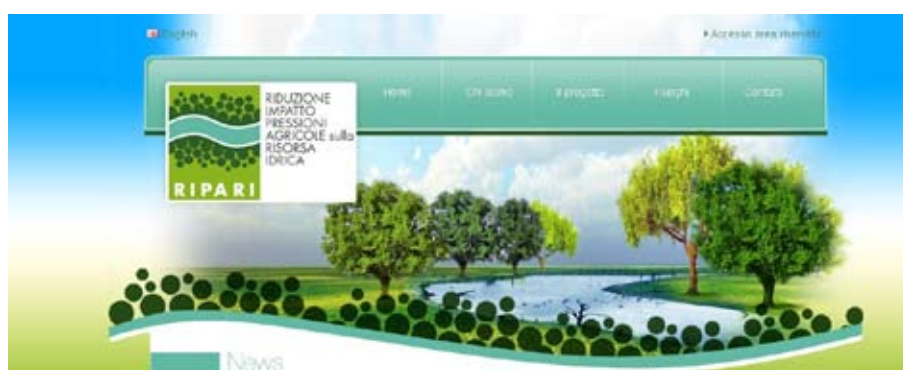 English
Accesso area riservata
Home
Chi siamo
Il progetto
I luoghi
Contatti
RIDUZIONE
IMPATTO
PRESSIONI
AGRICOLE sulla
RISORSA
IDRICA
RIPARI
News